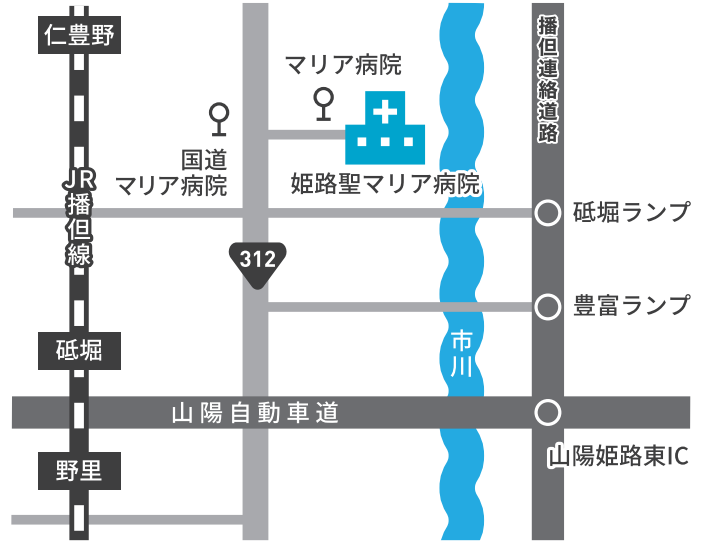 仁豊野
マリア病院
播但連絡道路
国道
マリア病院
姫路聖マリア病院
JR播但線
砥堀ランプ
312
豊富ランプ
市川
砥堀
山陽自動車道
山陽姫路東IC
野里